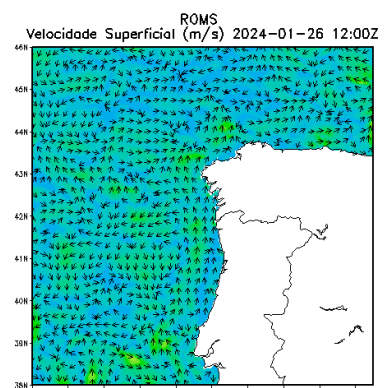 ROMS
Velocidade Superficial (m/s) 2024-01-26 12:00Z
46N
45N
44N
43N
42N
41N
40N
39N
38N